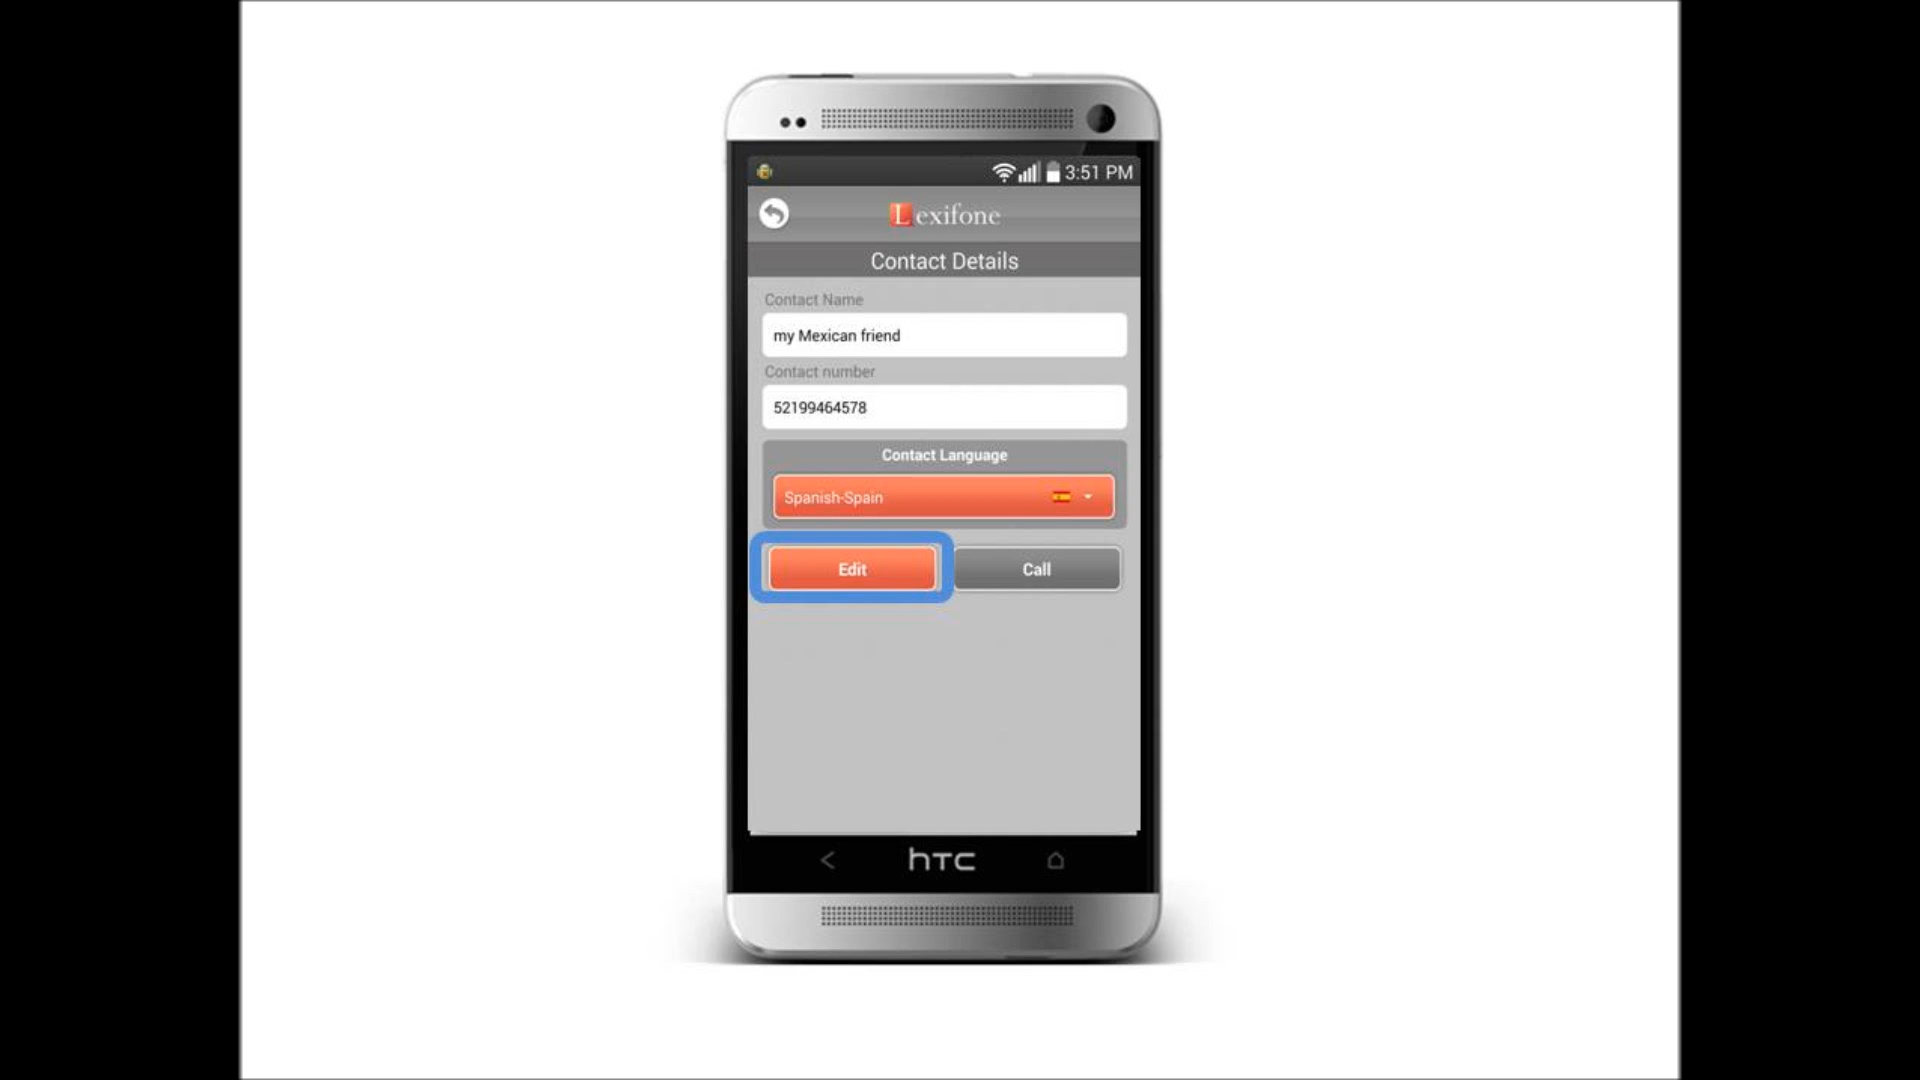 3:51 PM
Lexifone
Contact Details
Contact Name
my Mexican friend
Contact number
52199464578
Contact Language
Spanish-Spain
Edit Call
hTC